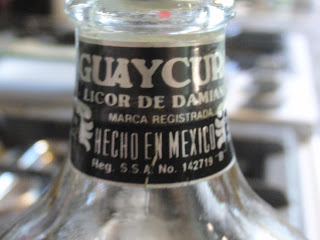 GUAYCUR
LICOR DE DAMIAN
MARCA REGISTRADA
HECHO EN MEXICO
Reg. S.S.A. No. 142719 "B"